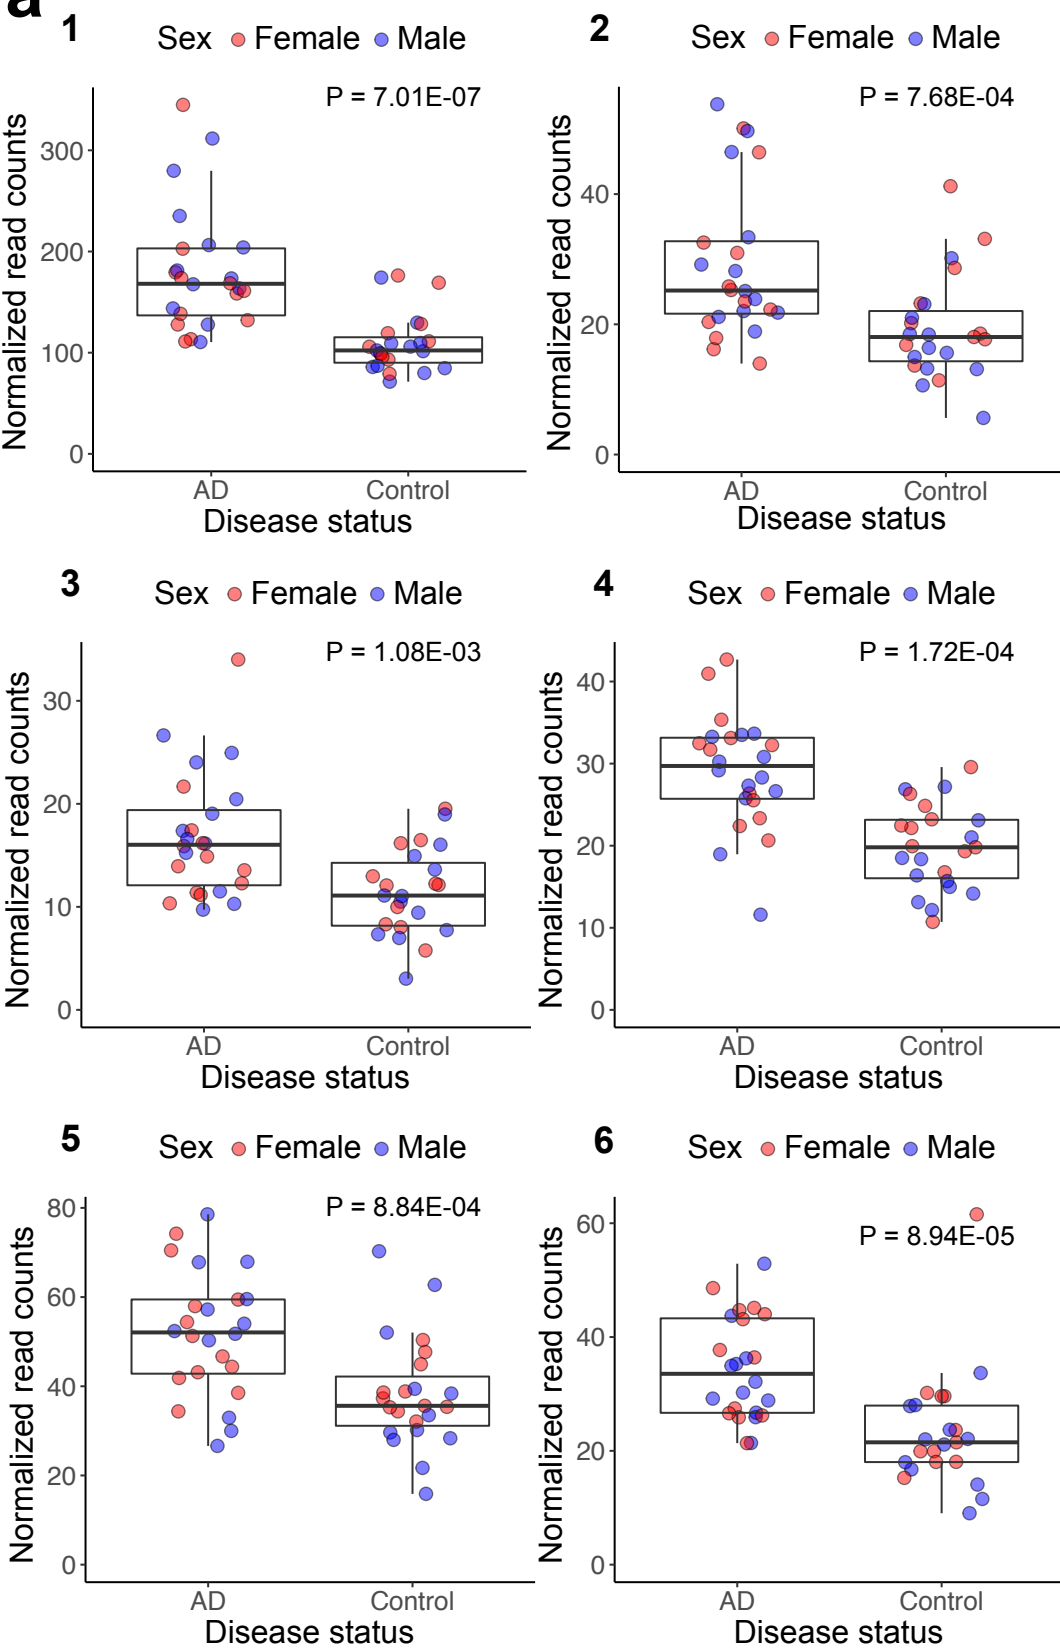 a
1
Sex Female Male
P = 7.01E-07
Normalized read counts
300
200
100
0
AD Control
Disease status
2
Sex Female Male
P = 7.68E-04
Normalized read counts
40
20
0
AD Control
Disease status
3
Sex Female Male
P = 1.08E-03
Normalized read counts
30
20
10
0
AD Control
Disease status
4
Sex Female Male
P = 1.72E-04
Normalized read counts
40
30
20
10
0
AD Control
Disease status
5
Sex Female Male
P = 8.84E-04
Normalized read counts
80
60
40
20
0
AD Control
Disease status
6
Sex Female Male
P = 8.94E-05
Normalized read counts
60
40
20
0
AD Control
Disease status